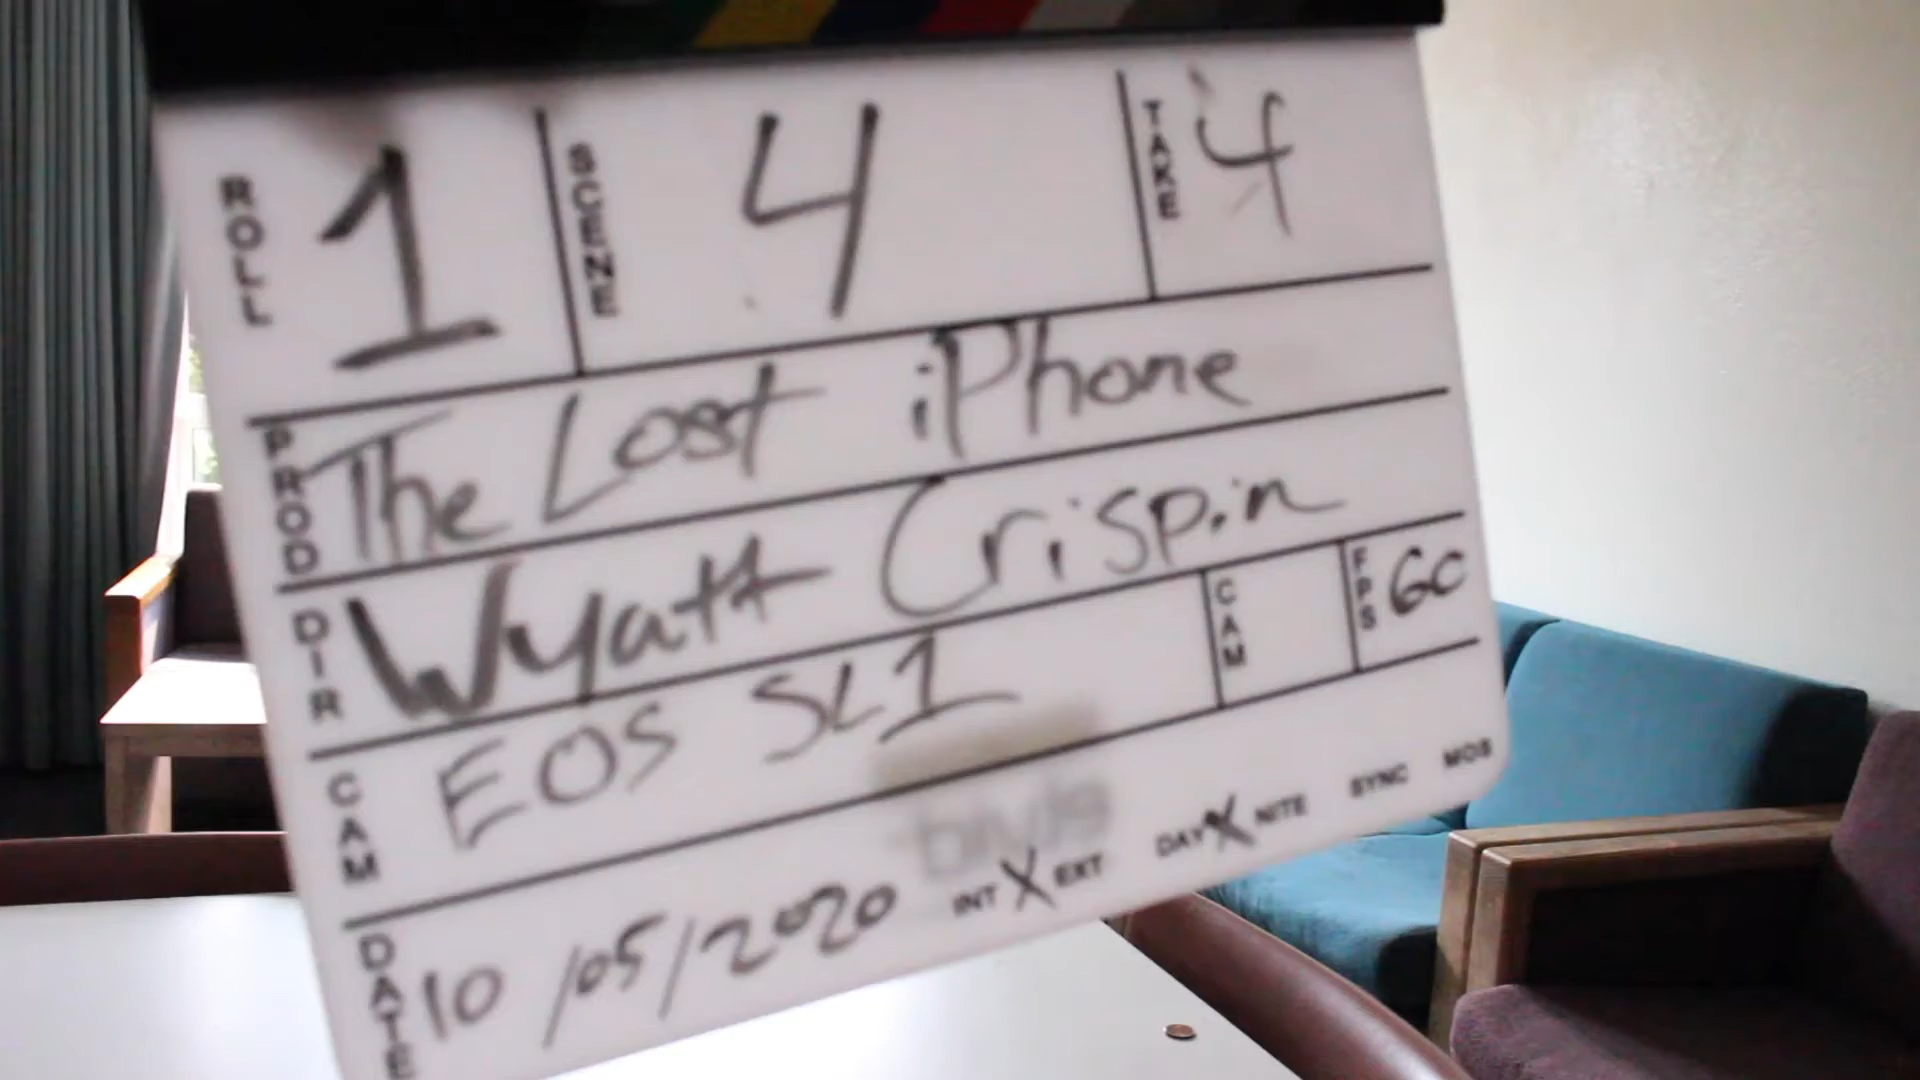 ROLL 1 SCENE 4 TAKE 4
PROD The Lost iPhone
DIR Wyatt Crispin
CAM EOS SL1 CAM FPS 60
DATE 10/05/2020 INT X EXT DAY X NITE SYNC MOS